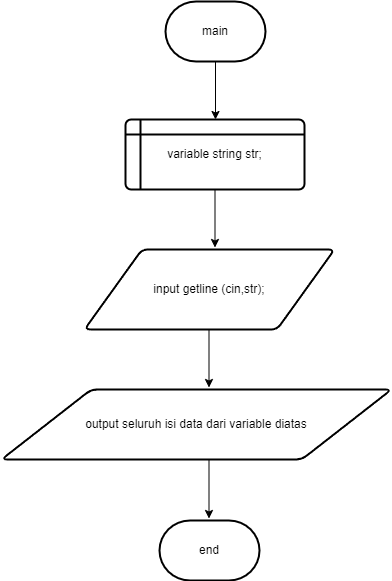 main
variable string str;
input getline (cin,str);
output seluruh isi data dari variable diatas
end